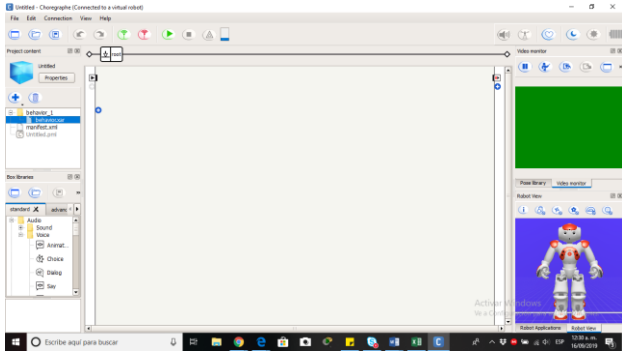 Untitled - Choregraphe (Connected to a virtual robot)
File Edit Connection View Help
Project content
root
Video monitor
Untitled
Properties
behavior_1
behavior.xar
manifest.xml
Untitled.pml
Box libraries
standard
advan
Audio
Sound
Voice
Animat...
Choice
Dialog
Say
Pose library
Video monitor
Robot View
Activar Windows
Robot Applications
Robot View
Escribe aquí para buscar
ESP
12:30 a. m.
16/09/2019